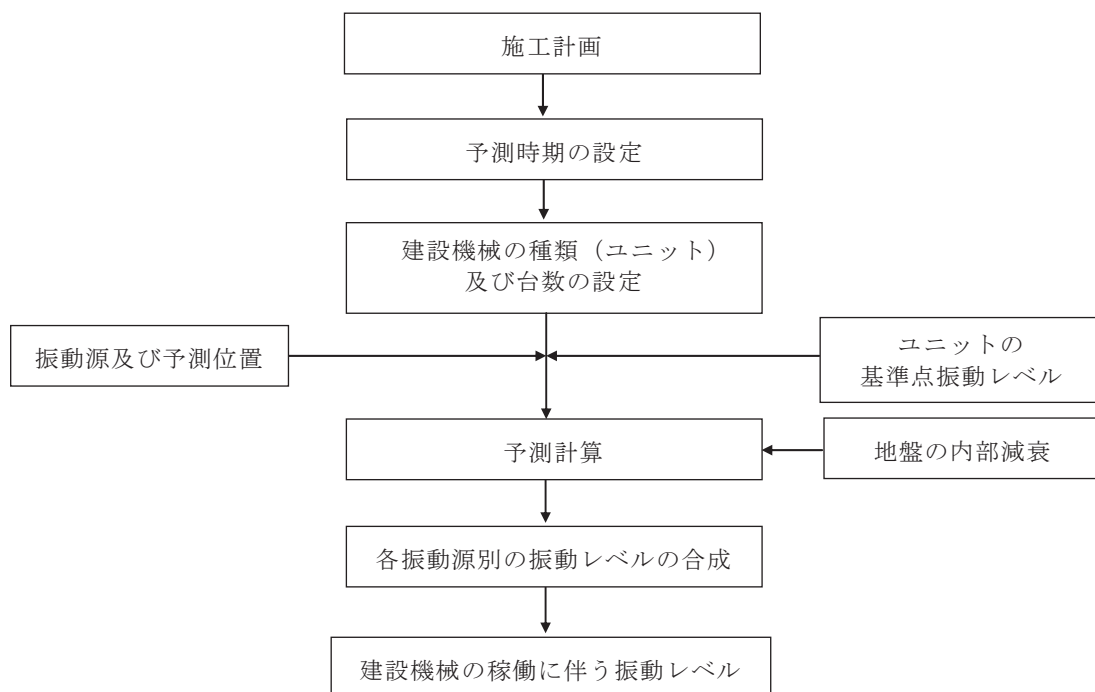 施工計画
予測時期の設定
建設機械の種類（ユニット）
及び台数の設定
振動源及び予測位置
ユニットの
基準点振動レベル
予測計算
地盤の内部減衰
各振動源別の振動レベルの合成
建設機械の稼働に伴う振動レベル